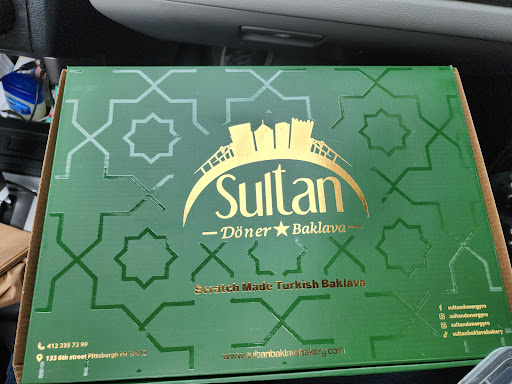 Sultan
Döner ★ Baklava
Scratch Made Turkish Baklava
sultandonergyro
sultandonergyro
sultandonergyro
sultanbaklavabakery
412 235 72 99
133 6th street Pittsburgh PA
www.sultanbaklavabakery.com